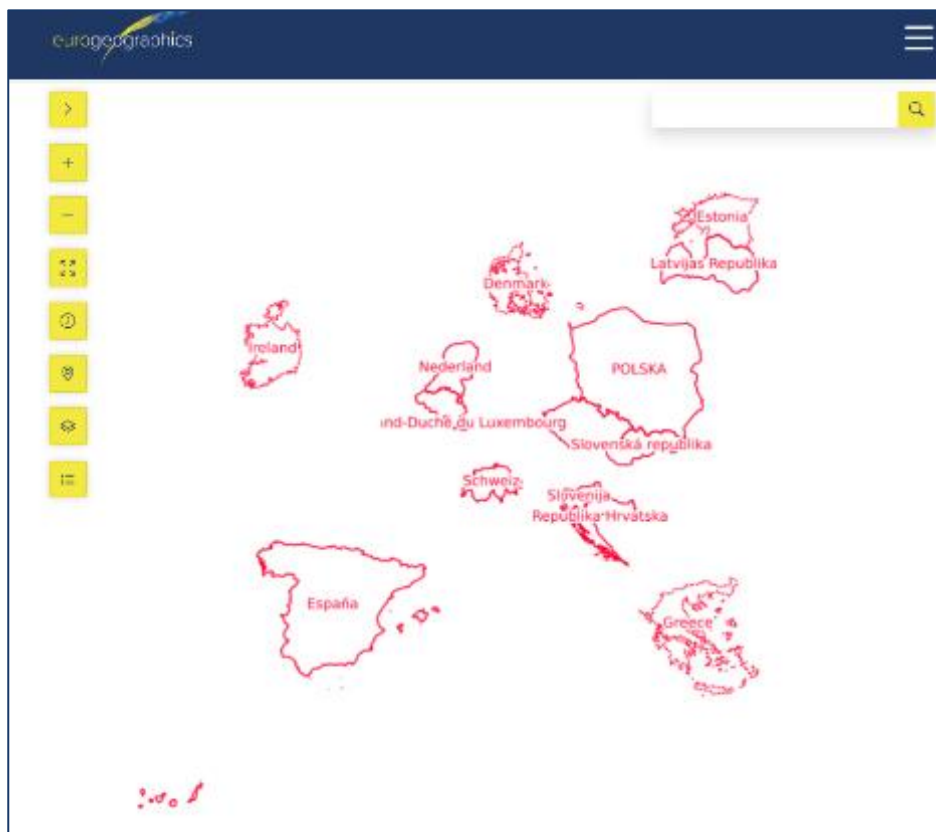 eurogeographics
Estonia
Latvijas Republika
Denmark
Ireland
Nederland
POLSKA
nd-Duché du Luxembourg
Slovenská republika
Schweiz
Slovenija
Republika Hrvatska
España
Greece